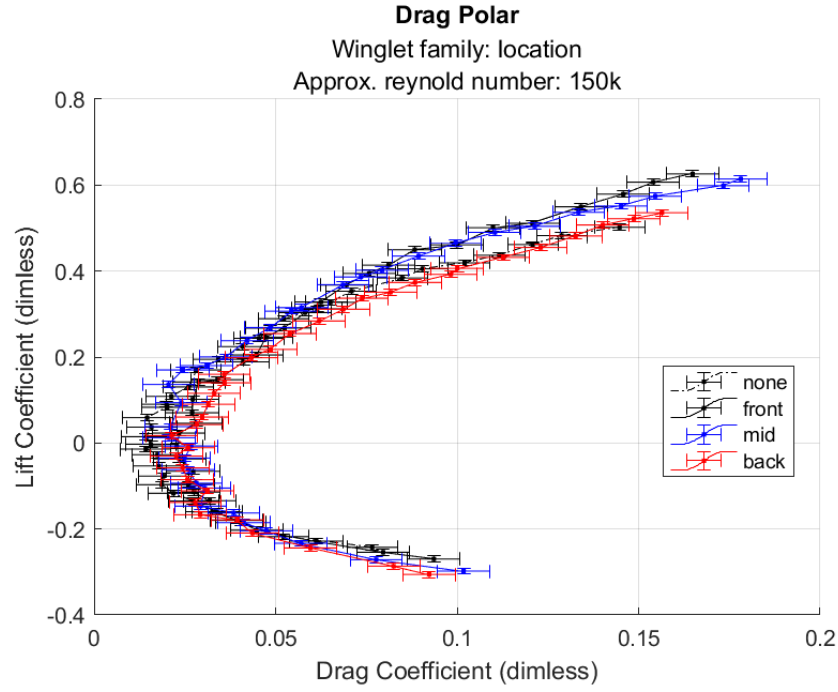 Drag Polar
Winglet family: location
Approx. reynold number: 150k
0.8
0.6
0.4
0.2
0
-0.2
-0.4
Lift Coefficient (dimless)
none
front
mid
back
0
0.05
0.1
0.15
0.2
Drag Coefficient (dimless)